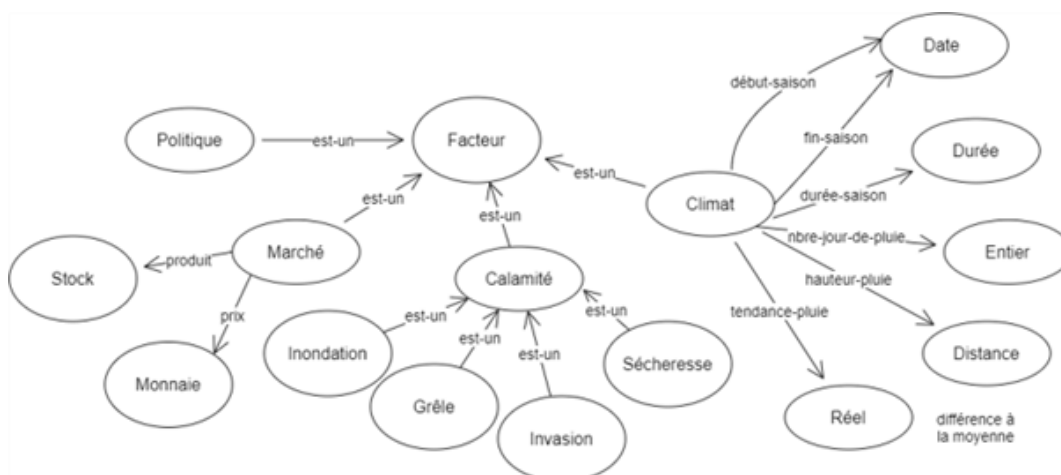 Date
début-saison
Politique
est-un
Facteur
fin-saison
Durée
est-un
est-un
Climat
durée-saison
est-un
Stock
produit
Marché
Calamité
nbre-jour-de-pluie
Entier
hauteur-pluie
prix
est-un
est-un
est-un
est-un
tendance-pluie
Monnaie
Inondation
Grêle
Invasion
Sécheresse
Distance
Réel
différence à
la moyenne